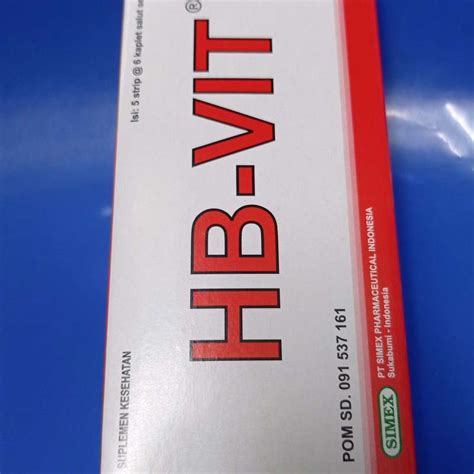 Isi: 5 strip @ 6 kaplet salut
HB-VIT®
SUPLEMEN KESEHATAN
POM SD. 091 537 161
SIMEX
PT SIMEX PHARMACEUTICAL INDONESIA
Sukabumi - Indonesia